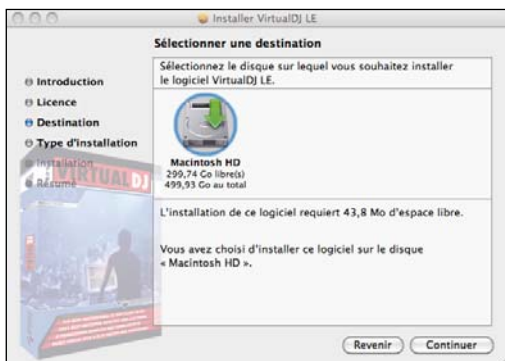 Installer VirtualDJ LE
Sélectionner une destination
Introduction
Licence
Destination
Type d'installation
Installation
Résumé
Sélectionnez le disque sur lequel vous souhaitez installer
le logiciel VirtualDJ LE.
Macintosh HD
299,74 Go libre(s)
499,93 Go au total
L'installation de ce logiciel requiert 43,8 Mo d'espace libre.
Vous avez choisi d'installer ce logiciel sur le disque
« Macintosh HD ».
VIRTUAL DJ
Revenir
Continuer